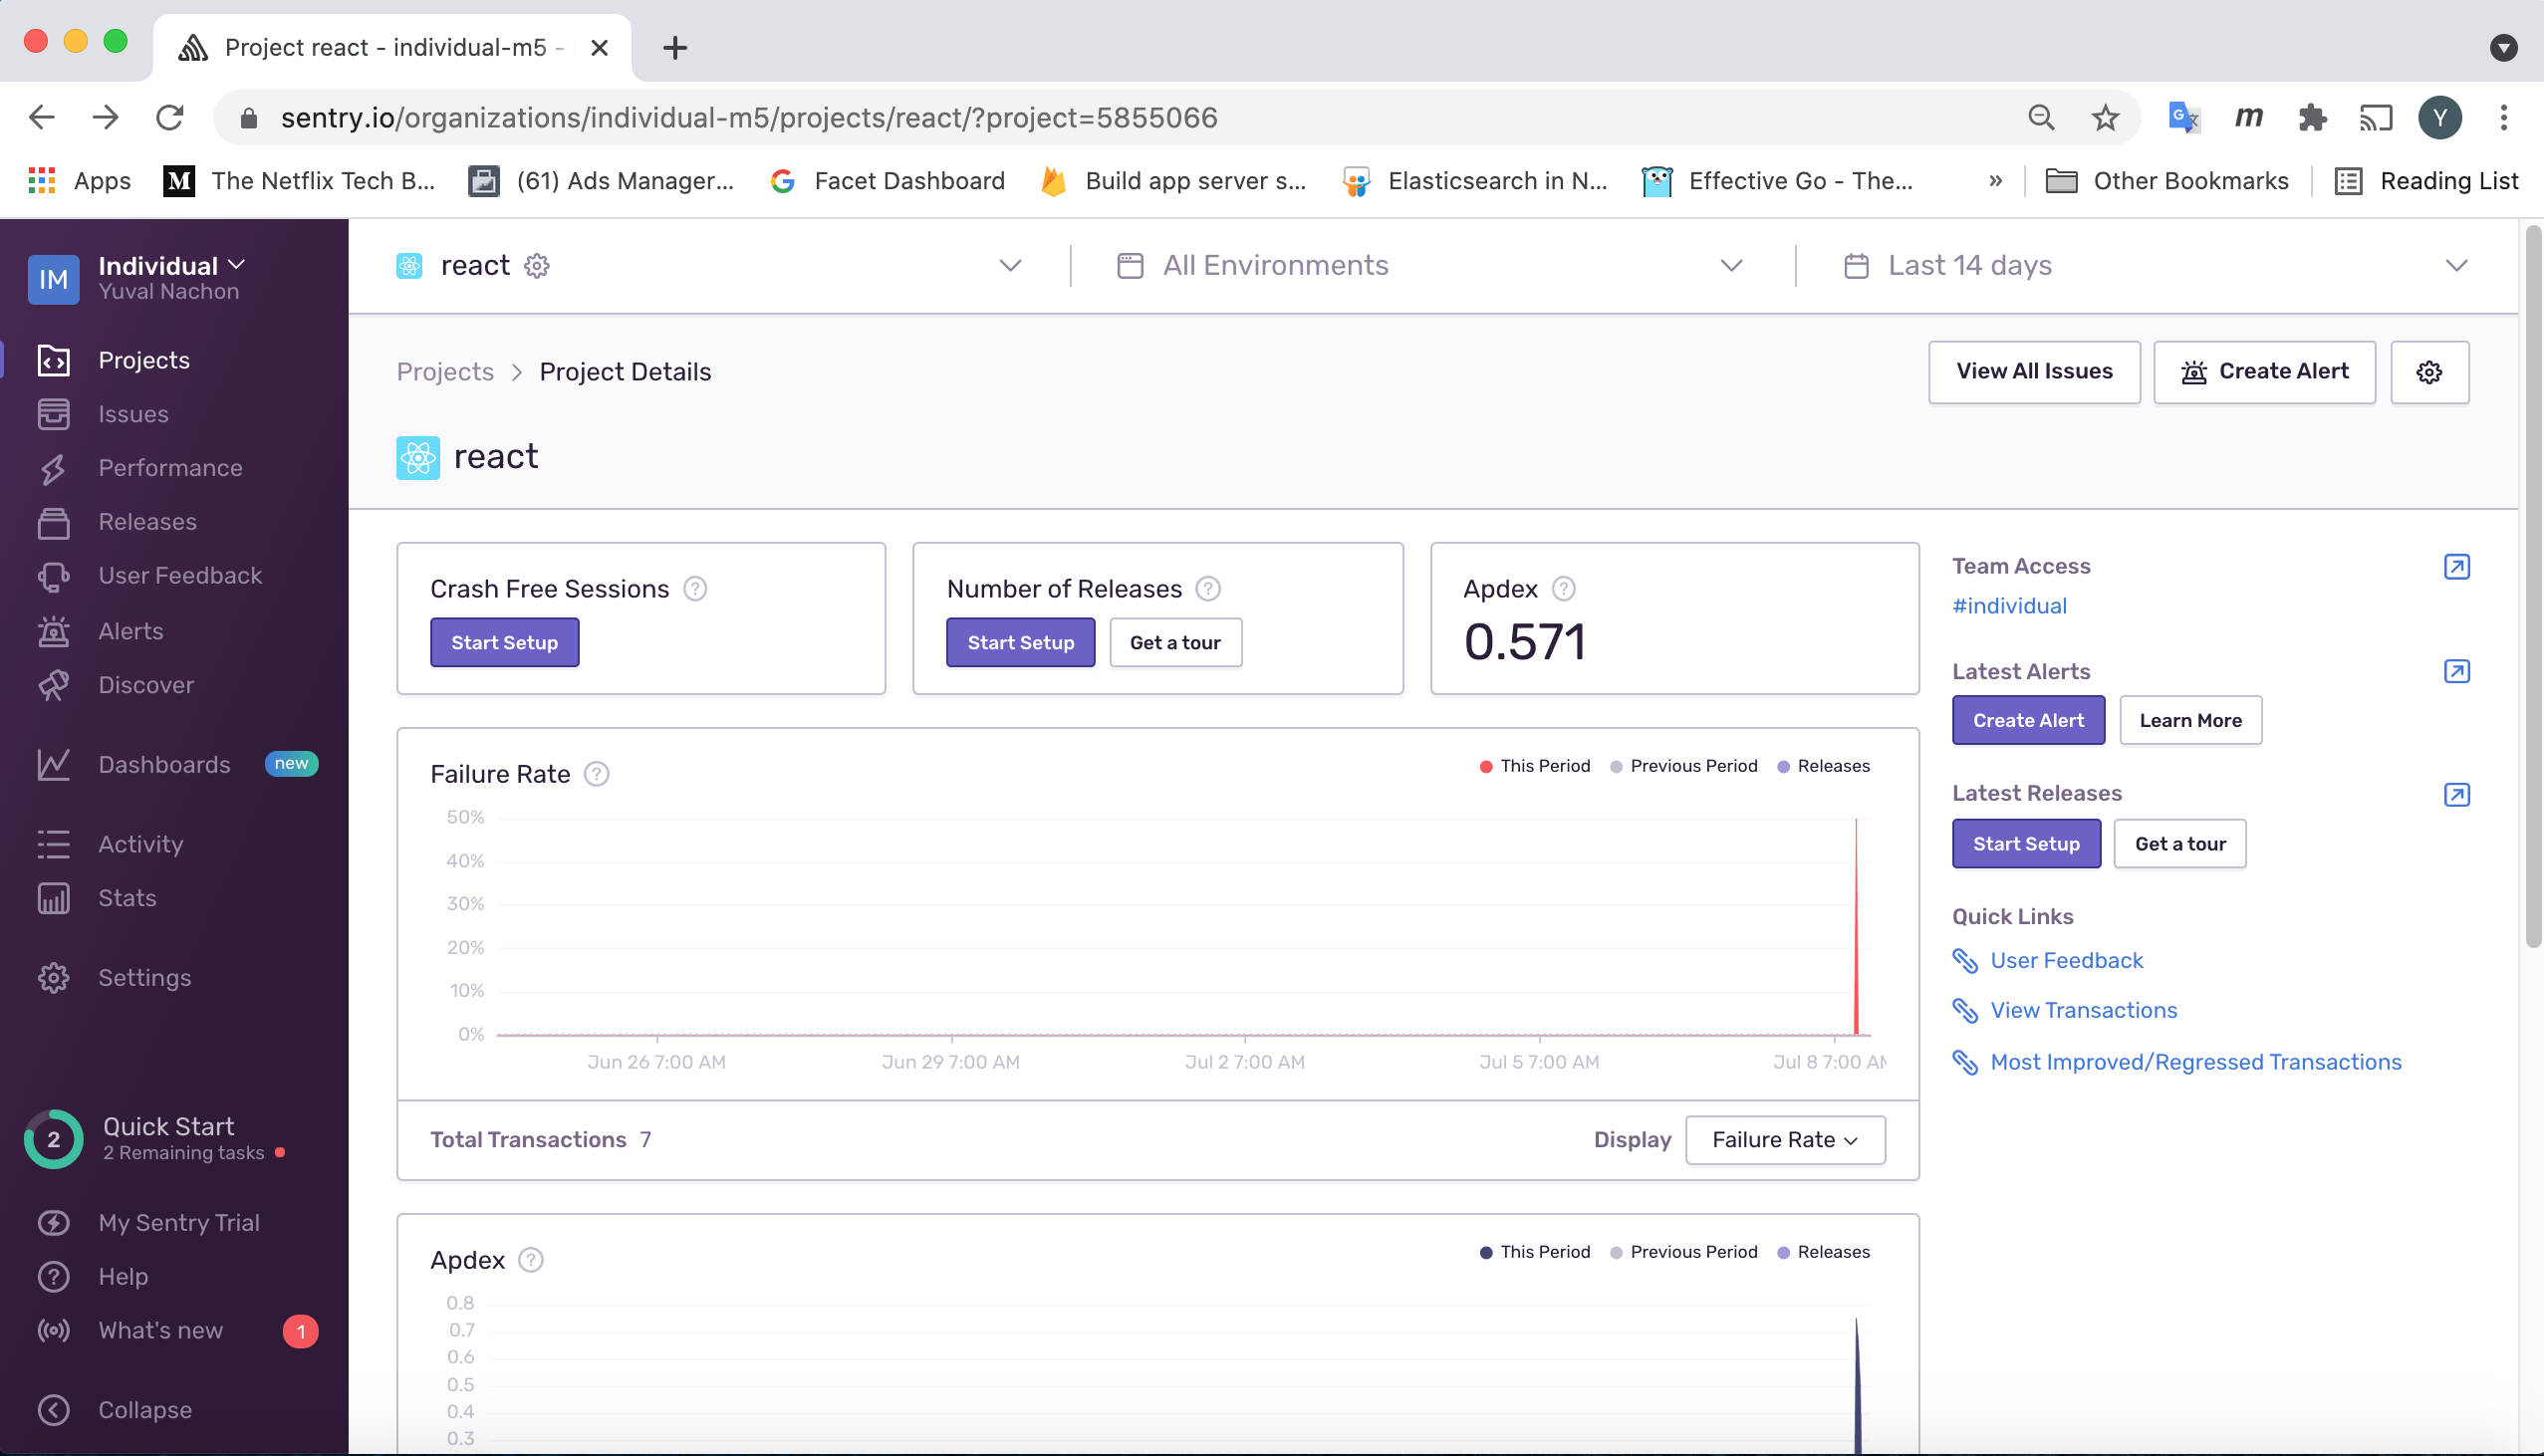 Project react - individual-m5 -
sentry.io/organizations/individual-m5/projects/react/?project=5855066
G
m
Y
Apps
M
The Netflix Tech B...
(61) Ads Manager...
Facet Dashboard
Build app server s...
Elasticsearch in N...
Effective Go - The...
»
Other Bookmarks
Reading List
IM
Individual
Yuval Nachon
Projects
Issues
Performance
Releases
User Feedback
Alerts
Discover
Dashboards new
Activity
Stats
Settings
2
Quick Start
2 Remaining tasks
My Sentry Trial
? Help
What's new 1
Collapse
react
All Environments
Last 14 days
Projects > Project Details
View All Issues
Create Alert
react
Crash Free Sessions ?
Start Setup
Number of Releases ?
Start Setup
Get a tour
Apdex ?
0.571
Failure Rate ?
This Period
Previous Period
Releases
50%
40%
30%
20%
10%
0%
Jun 26 7:00 AM
Jun 29 7:00 AM
Jul 2 7:00 AM
Jul 5 7:00 AM
Jul 8 7:00 AM
Total Transactions 7
Display
Failure Rate
Apdex ?
This Period
Previous Period
Releases
0.8
0.7
0.6
0.5
0.4
0.3
Team Access
#individual
Latest Alerts
Create Alert
Learn More
Latest Releases
Start Setup
Get a tour
Quick Links
User Feedback
View Transactions
Most Improved/Regressed Transactions